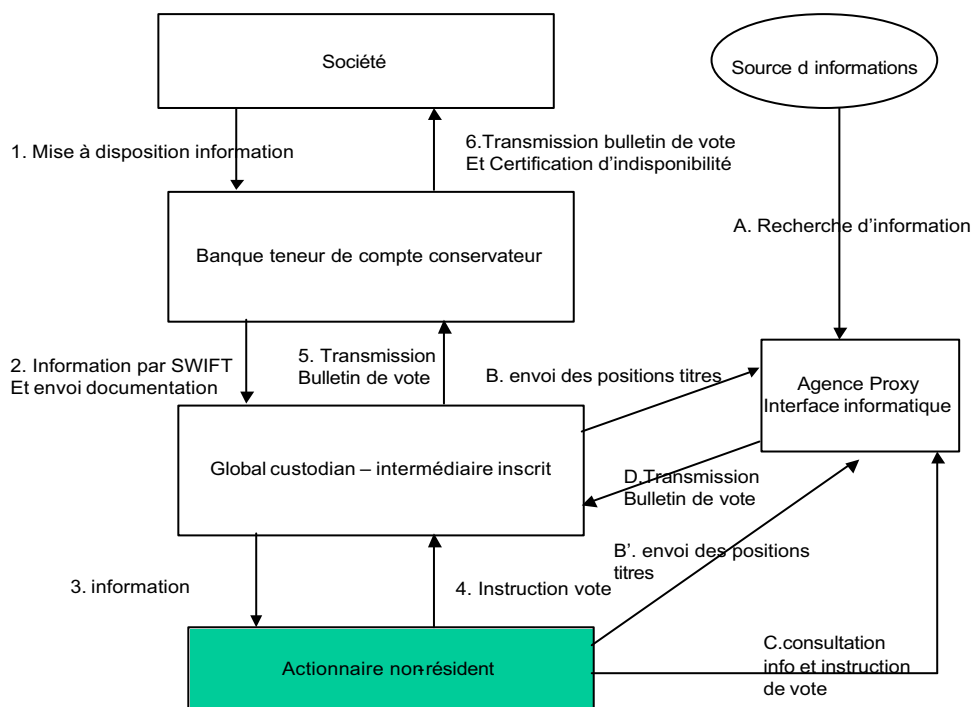 Société
Source d informations
1. Mise à disposition information
6.Transmission bulletin de vote
Et Certification d'indisponibilité
A. Recherche d'information
Banque teneur de compte conservateur
2. Information par SWIFT
Et envoi documentation
5. Transmission
Bulletin de vote
B. envoi des positions titres
Agence Proxy
Interface informatique
Global custodian – intermédiaire inscrit
D.Transmission
Bulletin de vote
B'. envoi des positions
titres
3. information
4. Instruction vote
C.consultation
info et instruction
de vote
Actionnaire non-résident